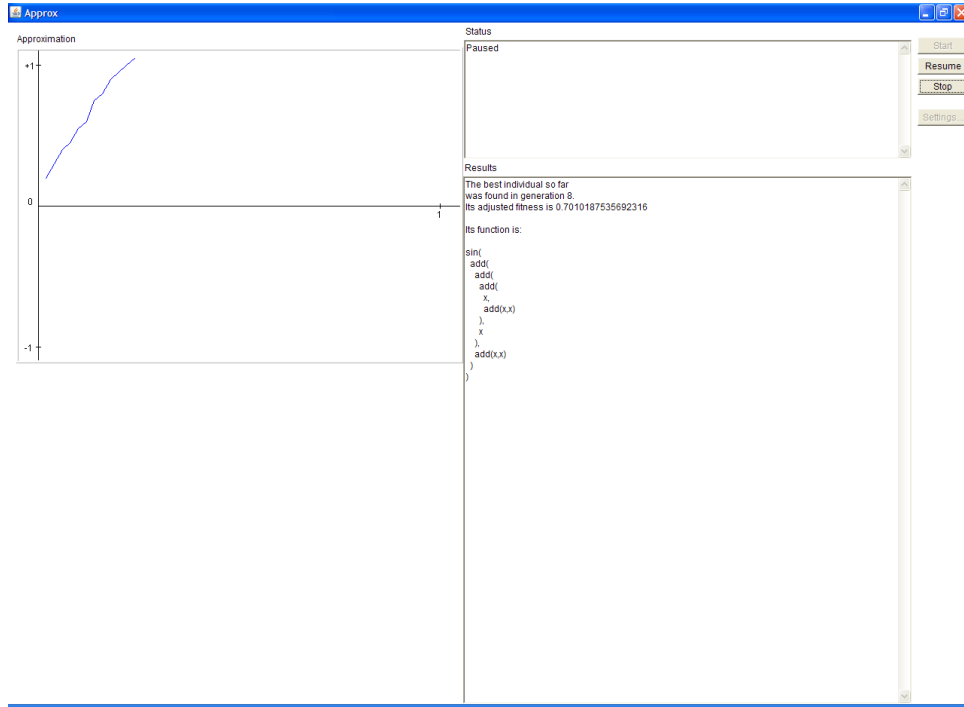 Approx
Approximation
+1
0
1
-1
Status
Paused
Results
The best individual so far
was found in generation 8.
Its adjusted fitness is 0.7010187535692316
Its function is:
sin(
add(
add(
add(
x,
add(x,x)
),
x
),
add(x,x)
)
)
Start
Resume
Stop
Settings...